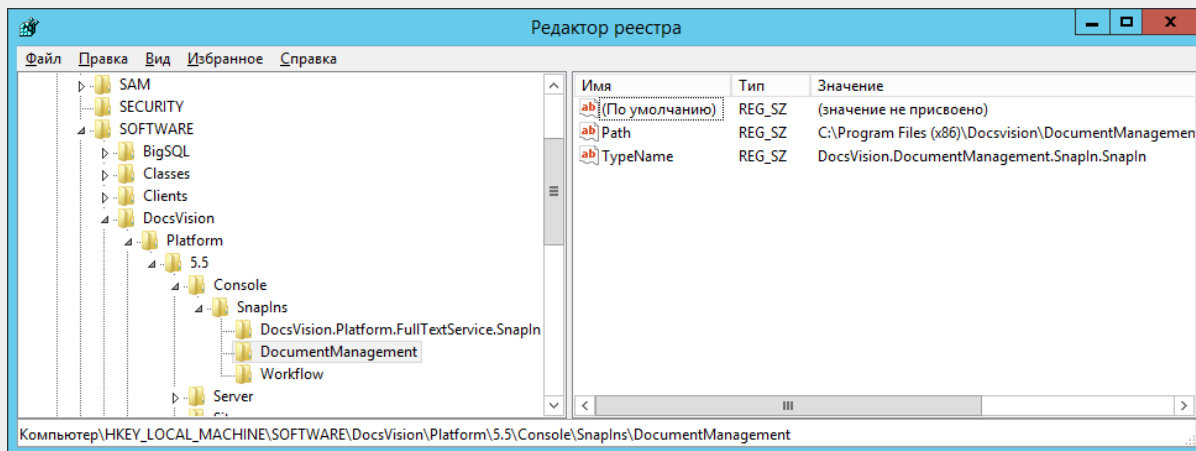 Редактор реестра
Файл Правка Вид Избранное Справка
SAM
SECURITY
SOFTWARE
BigSQL
Classes
Clients
DocsVision
Platform
5.5
Console
SnapIns
DocsVision.Platform.FullTextService.SnapIn
DocumentManagement
Workflow
Server
Имя Тип Значение
(По умолчанию) REG_SZ (значение не присвоено)
Path REG_SZ C:\Program Files (x86)\Docsvision\DocumentManagemen
TypeName REG_SZ DocsVision.DocumentManagement.SnapIn.SnapIn
Компьютер\HKEY_LOCAL_MACHINE\SOFTWARE\DocsVision\Platform\5.5\Console\SnapIns\DocumentManagement